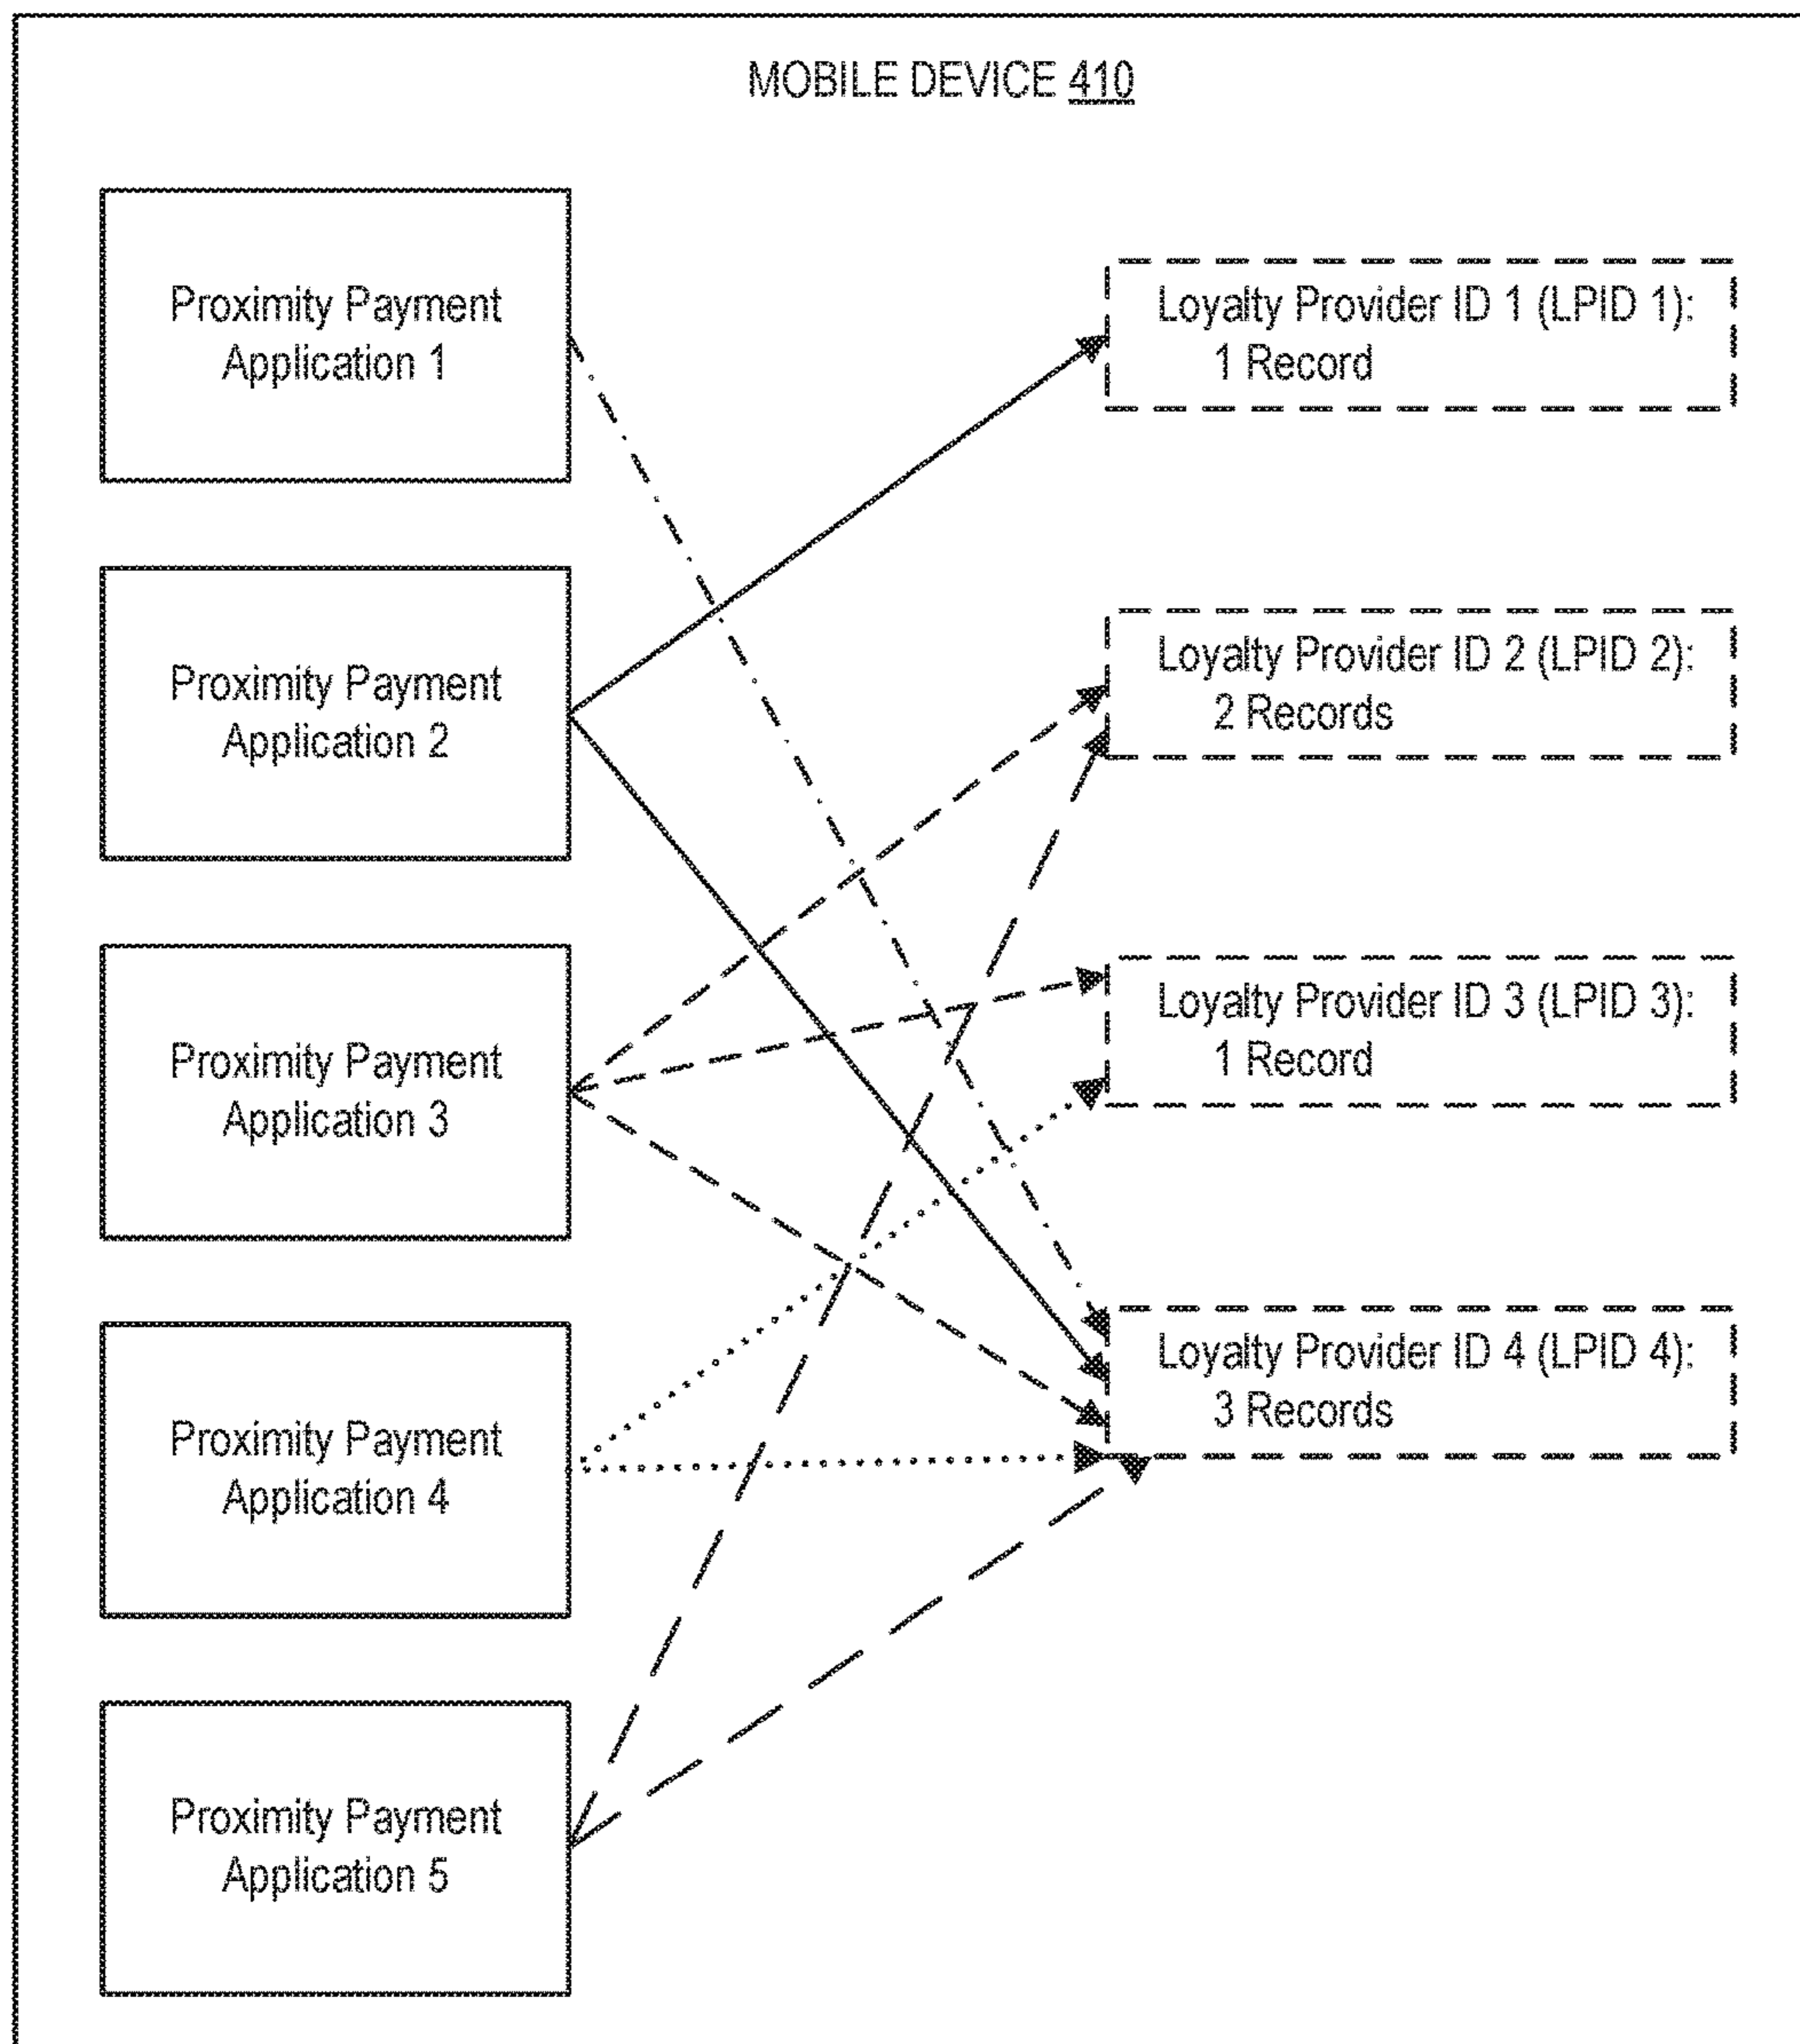 MOBILE DEVICE 410
Proximity Payment
Application 1
Loyalty Provider ID 1 (LPID 1):
1 Record
Proximity Payment
Application 2
Loyalty Provider ID 2 (LPID 2):
2 Records
Proximity Payment
Application 3
Loyalty Provider ID 3 (LPID 3):
1 Record
Proximity Payment
Application 4
Loyalty Provider ID 4 (LPID 4):
3 Records
Proximity Payment
Application 5